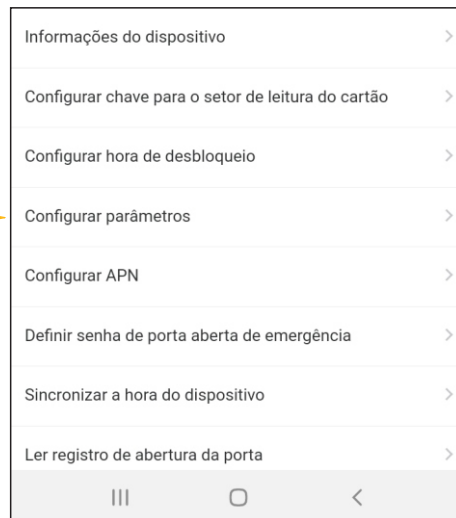 Informações do dispositivo
Configurar chave para o setor de leitura do cartão
Configurar hora de desbloqueio
Configurar parâmetros
Configurar APN
Definir senha de porta aberta de emergência
Sincronizar a hora do dispositivo
Ler registro de abertura da porta